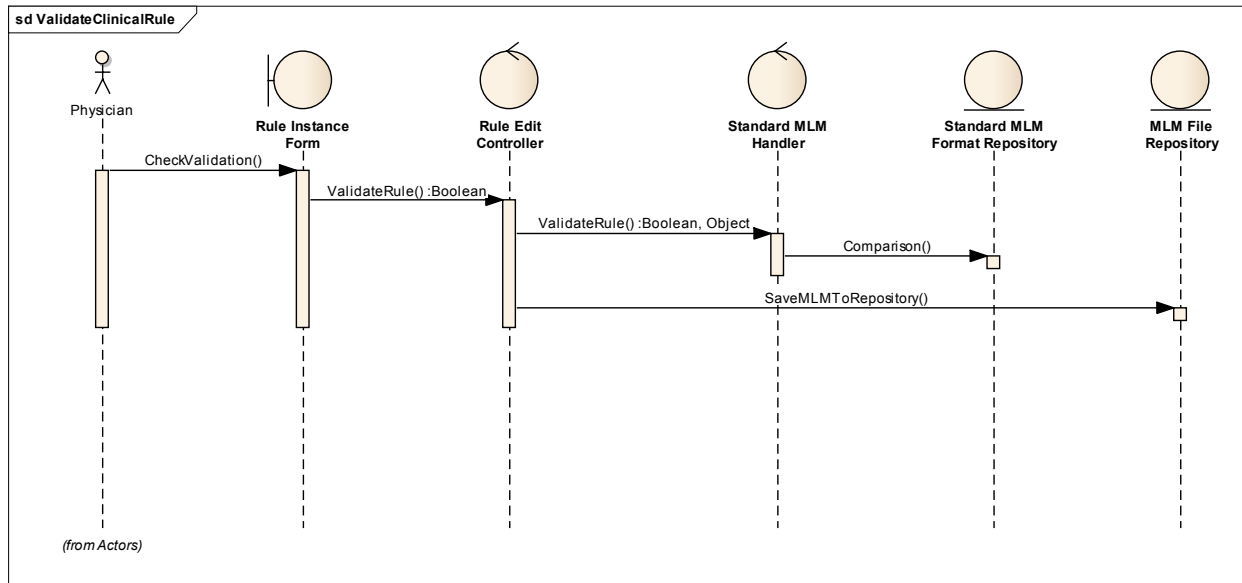 sd ValidateClinicalRule
Physician
Rule Instance
Form
Rule Edit
Controller
Standard MLM
Handler
Standard MLM
Format Repository
MLM File
Repository
CheckValidation()
ValidateRule() :Boolean
ValidateRule() :Boolean, Object
Comparison()
SaveMLMToRepository()
(from Actors)